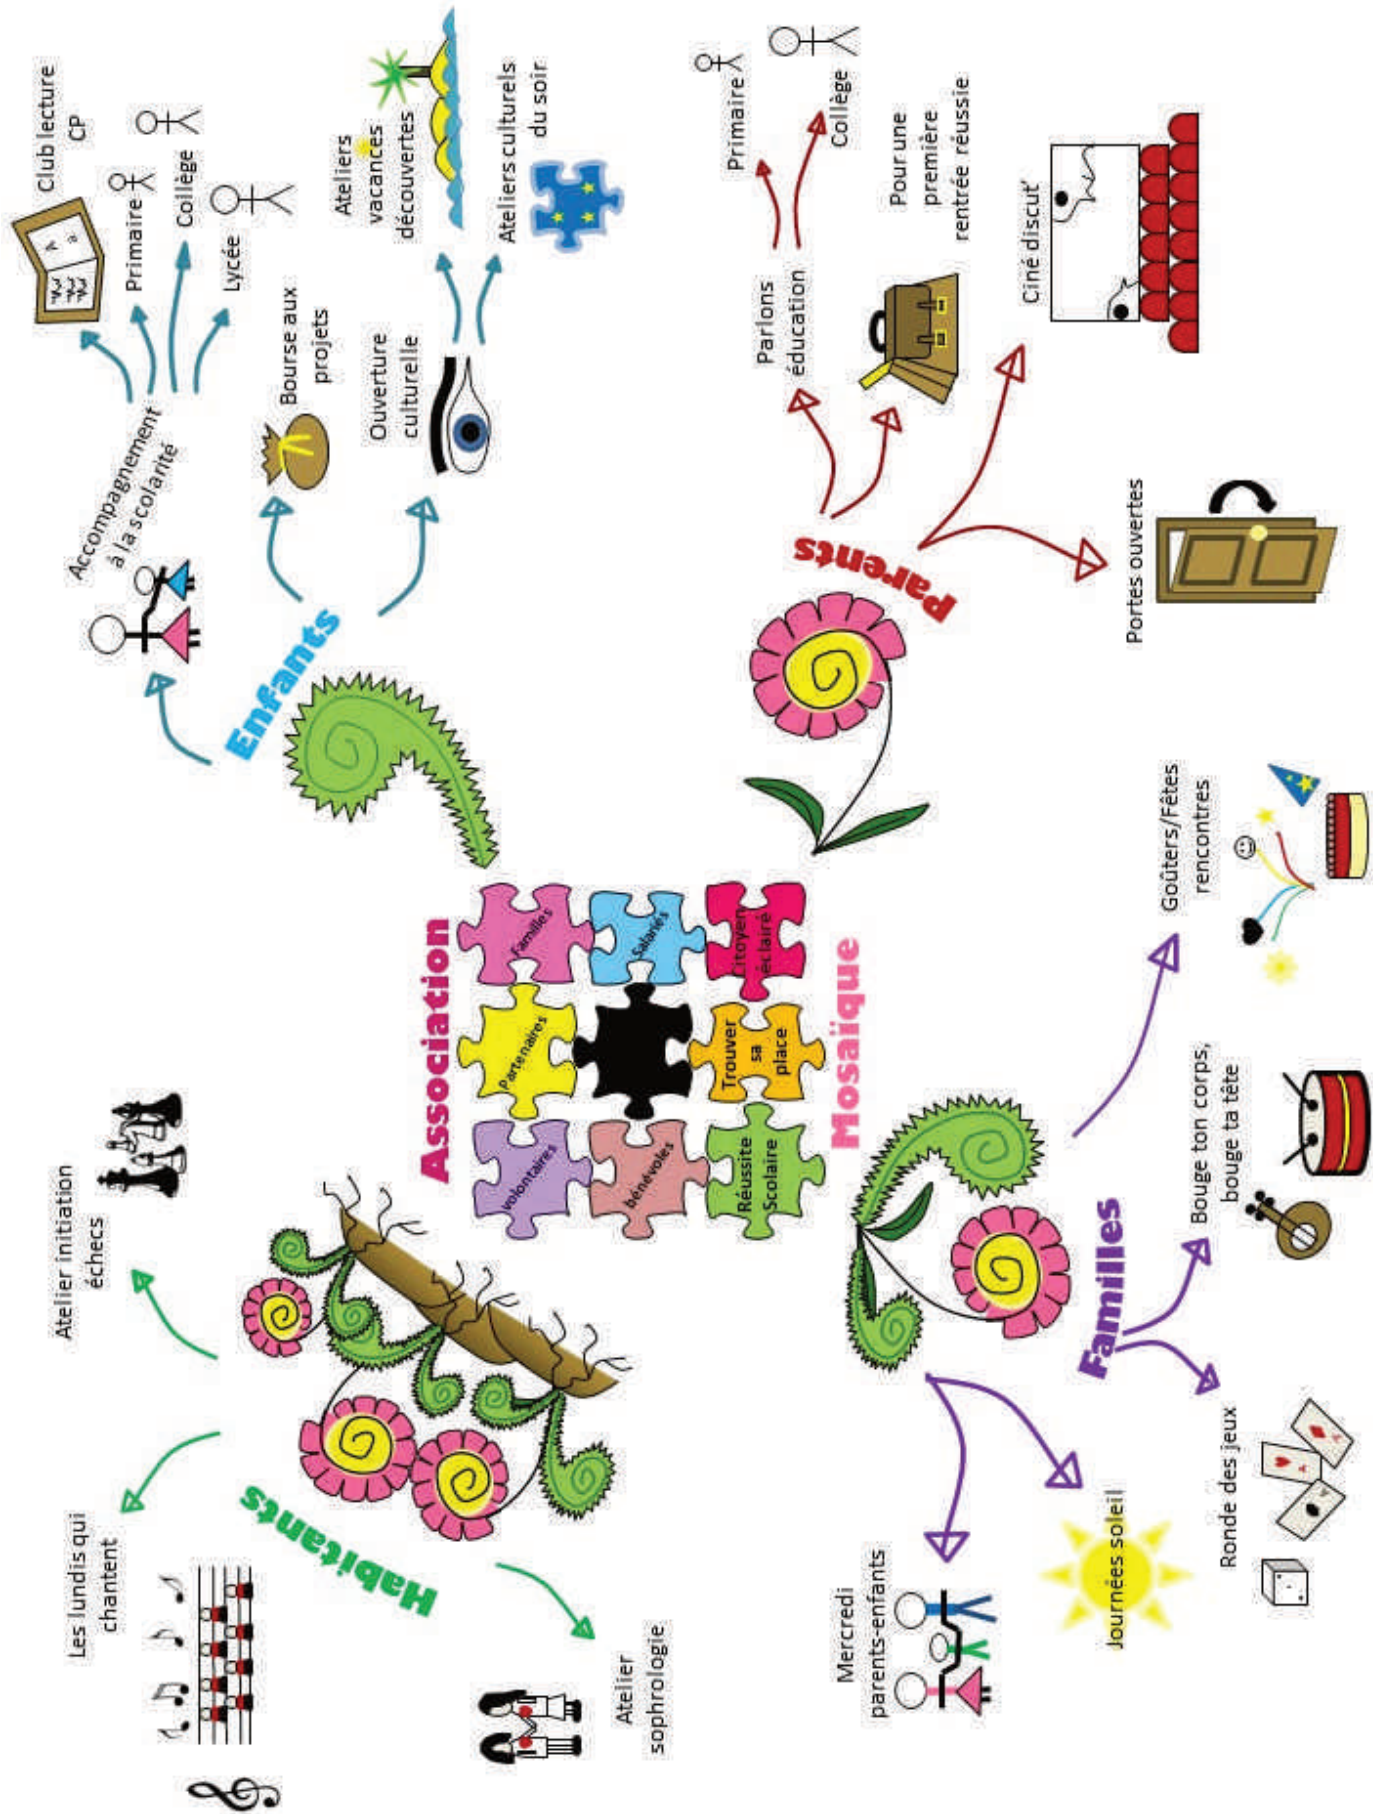 Les lundis qui
chantent
Atelier initiation
échecs
Habitants
Atelier
sophrologie
Enfants
Accompagnement
à la scolarité
Club lecture
CP
Primaire
Collège
Lycée
Bourse aux
projets
Ouverture
culturelle
Ateliers
vacances
découvertes
Ateliers culturels
du soir
Association
volontaires
Partenaires
Familles
bénévoles
Salariés
Réussite
Scolaire
Trouver
sa
place
Citoyen
éclairé
Mosaïque
Parents
Parlons
éducation
Primaire
Collège
Pour une
première
rentrée réussie
Ciné discut'
Portes ouvertes
Familles
Mercredi
parents-enfants
Journées soleil
Ronde des jeux
Bouge ton corps,
bouge ta tête
Goûters/Fêtes
rencontres